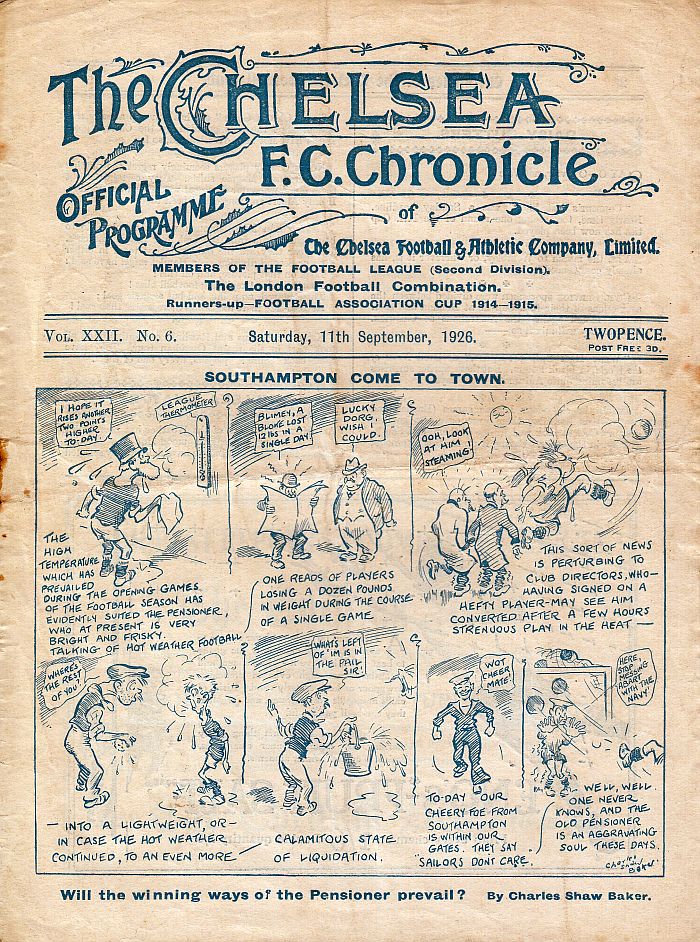 The CHELSEA
F.C. Chronicle
OFFICIAL
PROGRAMME
of
The Chelsea Football & Athletic Company, Limited.
MEMBERS OF THE FOOTBALL LEAGUE (Second Division).
The London Football Combination.
Runners-up—FOOTBALL ASSOCIATION CUP 1914—1915.
VOL. XXII. No. 6.
Saturday, 11th September, 1926.
TWOPENCE.
POST FREE 3D.
SOUTHAMPTON COME TO TOWN.
I HOPE IT
RISES ANOTHER
TWO POINTS
HIGHER
TO-DAY.
LEAGUE
THERMOMETER
THE
HIGH
TEMPERATURE
WHICH HAS
PREVAILED
DURING THE OPENING GAMES
OF THE FOOTBALL SEASON HAS
EVIDENTLY SUITED THE PENSIONER,
WHO AT PRESENT IS VERY
BRIGHT AND FRISKY.
TALKING OF HOT WEATHER FOOTBALL
BLIMEY, A
BLOKE LOST
12 LBS IN A
SINGLE DAY
LUCKY
DORG,
WISH I
COULD.
ONE READS OF PLAYERS
LOSING A DOZEN POUNDS
IN WEIGHT DURING THE COURSE
OF A SINGLE GAME
OOH, LOOK
AT HIM
STEAMING!
THIS SORT OF NEWS
IS PERTURBING TO
CLUB DIRECTORS, WHO—
HAVING SIGNED ON A
HEFTY PLAYER—MAY SEE HIM
CONVERTED AFTER A FEW HOURS
STRENUOUS PLAY IN THE HEAT —
WHERE'S
THE REST
OF YOU!
— INTO A LIGHTWEIGHT, OR—
IN CASE THE HOT WEATHER
CONTINUED, TO AN EVEN MORE
WHAT'S LEFT
OF 'IM IS IN
THE PAIL
SIR!
CALAMITOUS STATE
OF LIQUIDATION.
WOT
CHEER
MATE!
TO-DAY OUR
CHEERY FOE FROM
SOUTHAMPTON
IS WITHIN OUR
GATES. THEY SAY
SAILORS DON'T CARE.
HERE,
STOP
MESSING
ABART
WITH THE
NAVY!
WELL, WELL
ONE NEVER
KNOWS, AND THE
OLD PENSIONER
IS AN AGGRAVATING
SOUL THESE DAYS.
Charles
Shaw
Baker
Will the winning ways of the Pensioner prevail? By Charles Shaw Baker.